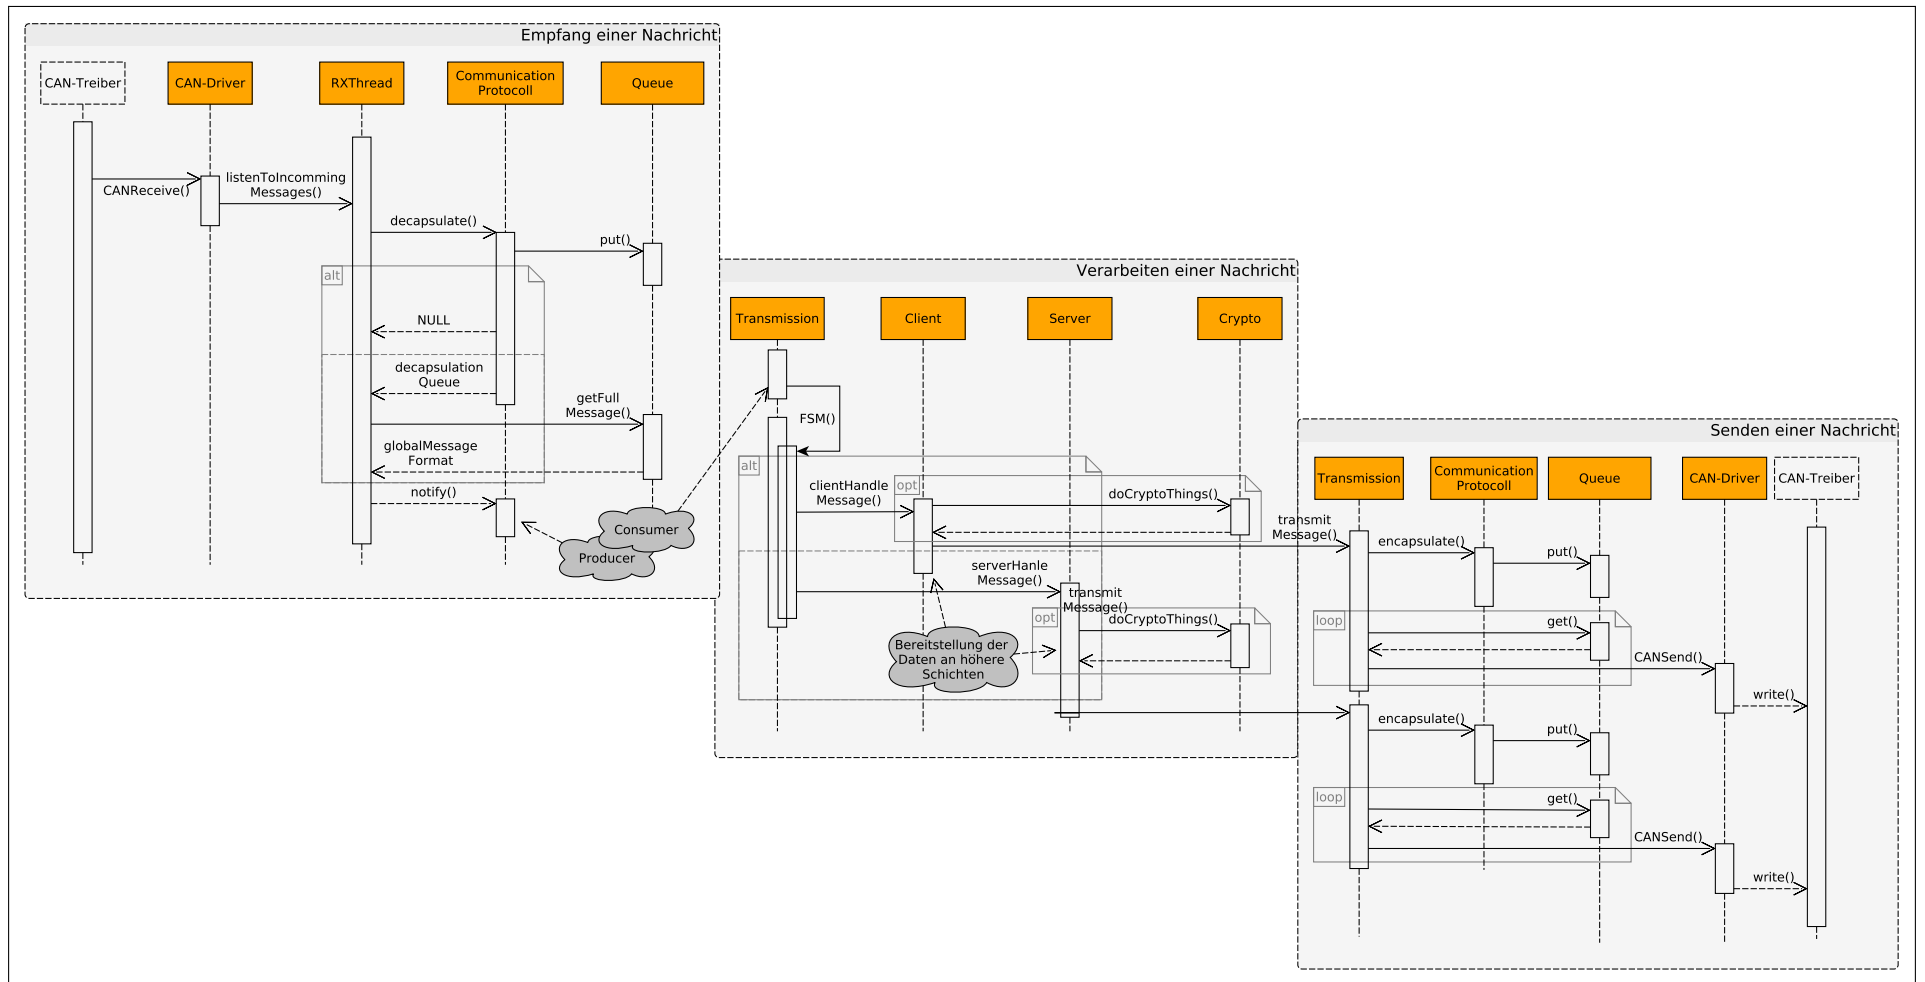 Empfang einer Nachricht
CAN-Treiber
CAN-Driver
RXThread
Communication
Protocoll
Queue
CANReceive()
listenToIncomming
Messages()
decapsulate()
put()
alt
NULL
decapsulation
Queue
getFull
Message()
globalMessage
Format
notify()
Consumer
Producer
Verarbeiten einer Nachricht
Transmission
Client
Server
Crypto
FSM()
alt
clientHandle
Message()
opt
doCryptoThings()
transmit
Message()
serverHanle
Message()
transmit
Message()
opt
doCryptoThings()
Bereitstellung der
Daten an höhere
Schichten
Senden einer Nachricht
Transmission
Communication
Protocoll
Queue
CAN-Driver
CAN-Treiber
encapsulate()
put()
loop
get()
CANSend()
write()
encapsulate()
put()
loop
get()
CANSend()
write()